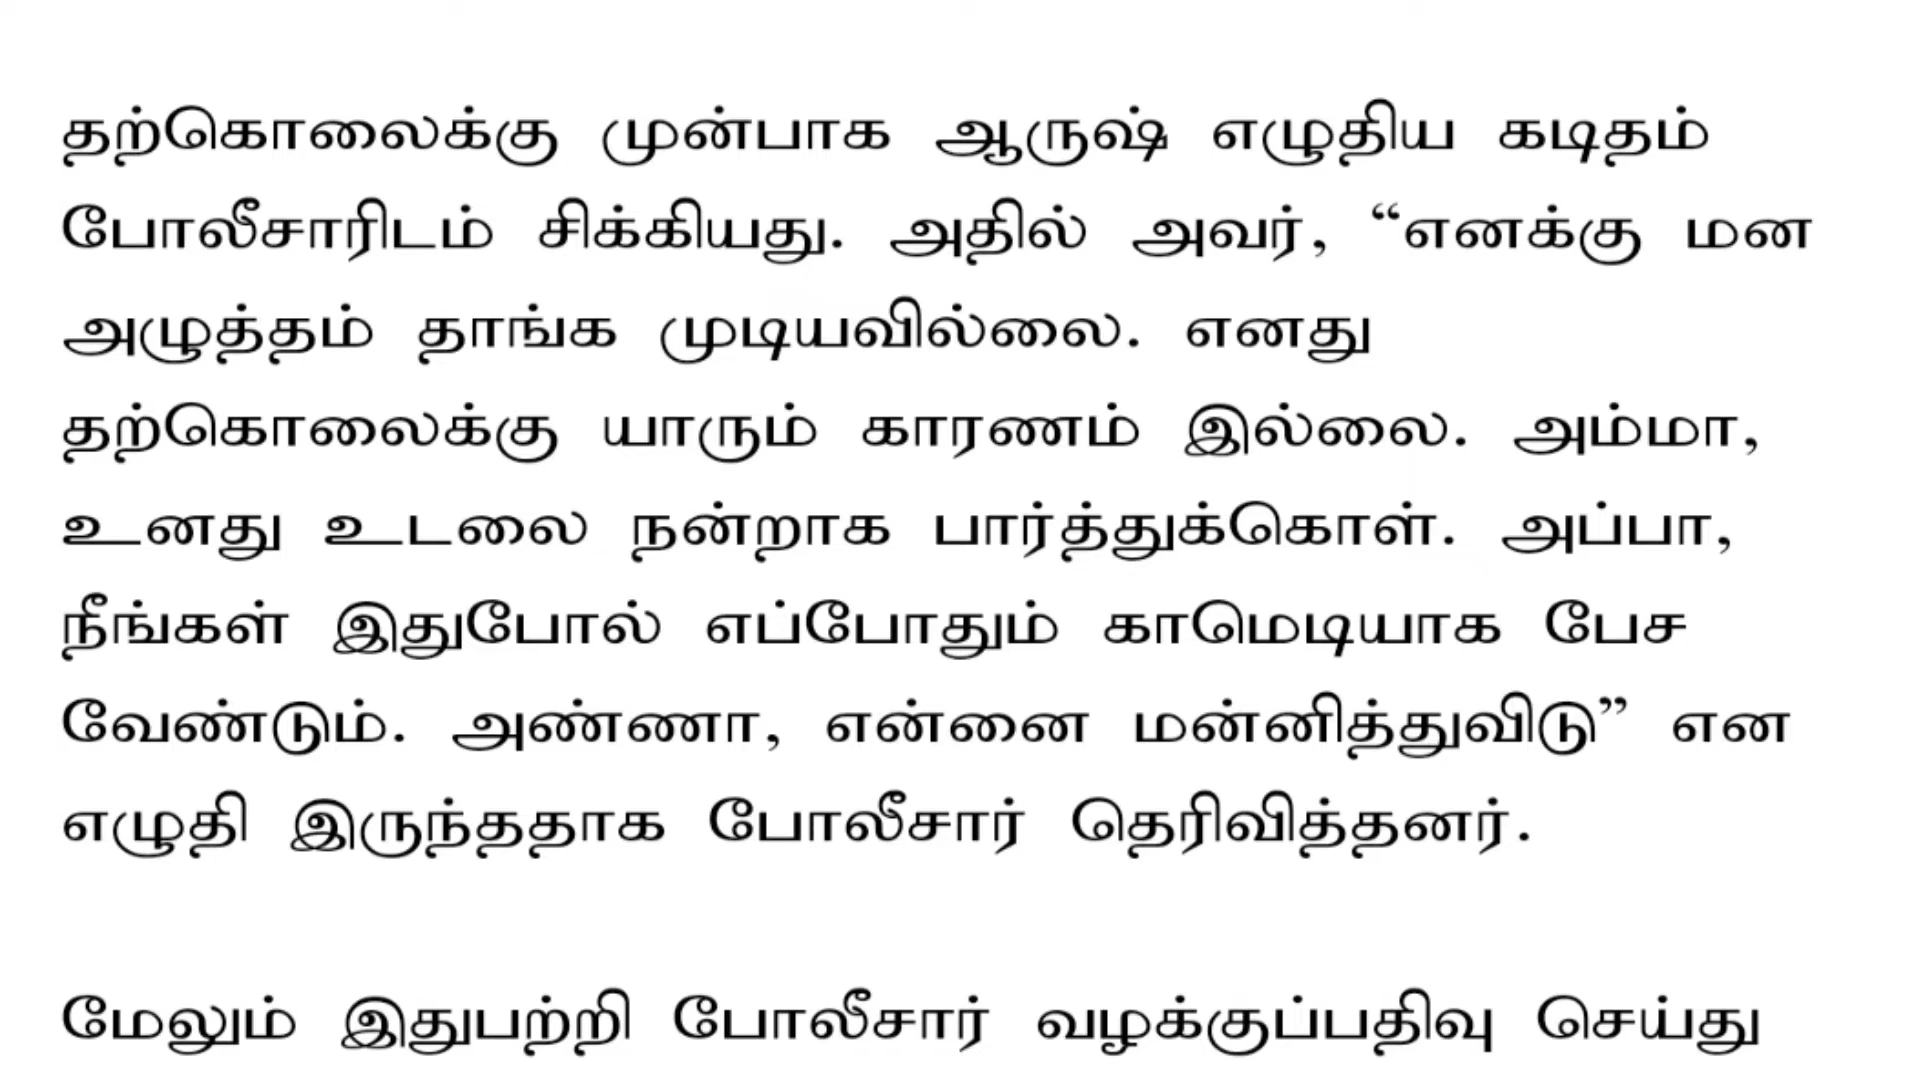 தற்கொலைக்கு முன்பாக ஆருஷ் எழுதிய கடிதம்
போலீசாரிடம் சிக்கியது. அதில் அவர், “எனக்கு மன
அழுத்தம் தாங்க முடியவில்லை. எனது
தற்கொலைக்கு யாரும் காரணம் இல்லை. அம்மா,
உனது உடலை நன்றாக பார்த்துக்கொள். அப்பா,
நீங்கள் இதுபோல் எப்போதும் காமெடியாக பேச
வேண்டும். அண்ணா, என்னை மன்னித்துவிடு” என
எழுதி இருந்ததாக போலீசார் தெரிவித்தனர்.
மேலும் இதுபற்றி போலீசார் வழக்குப்பதிவு செய்து